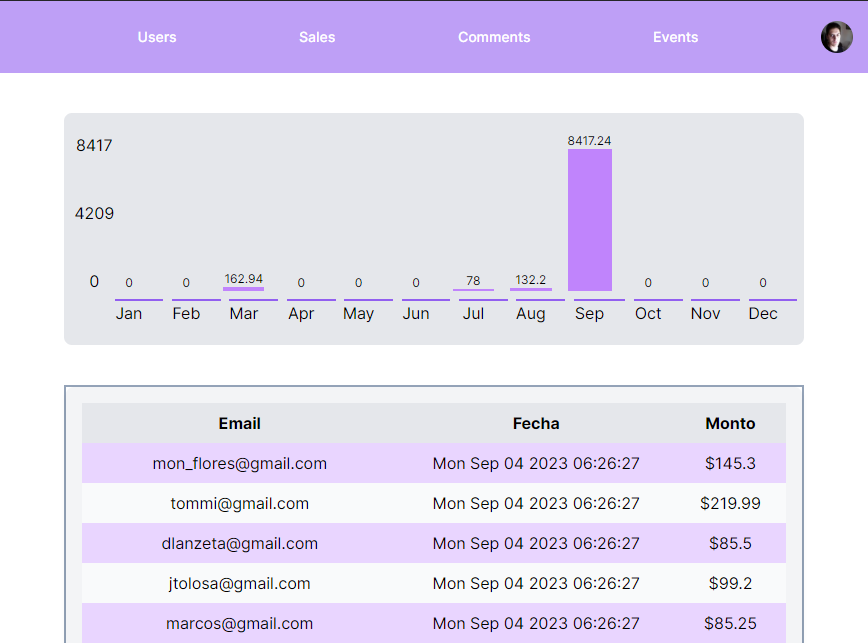 Users Sales Comments Events
8417
8417.24
4209
0
0 0 162.94 0 0 0 78 132.2 0 0 0
Jan Feb Mar Apr May Jun Jul Aug Sep Oct Nov Dec
Email Fecha Monto
mon_flores@gmail.com Mon Sep 04 2023 06:26:27 $145.3
tommi@gmail.com Mon Sep 04 2023 06:26:27 $219.99
dlanzeta@gmail.com Mon Sep 04 2023 06:26:27 $85.5
jtolosa@gmail.com Mon Sep 04 2023 06:26:27 $99.2
marcos@gmail.com Mon Sep 04 2023 06:26:27 $85.25